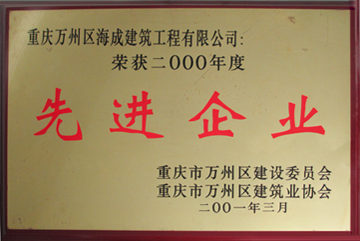 重庆万州区海成建筑工程有限公司:
荣获二000年度
先进企业
重庆市万州区建设委员会
重庆市万州区建筑业协会
二00一年三月